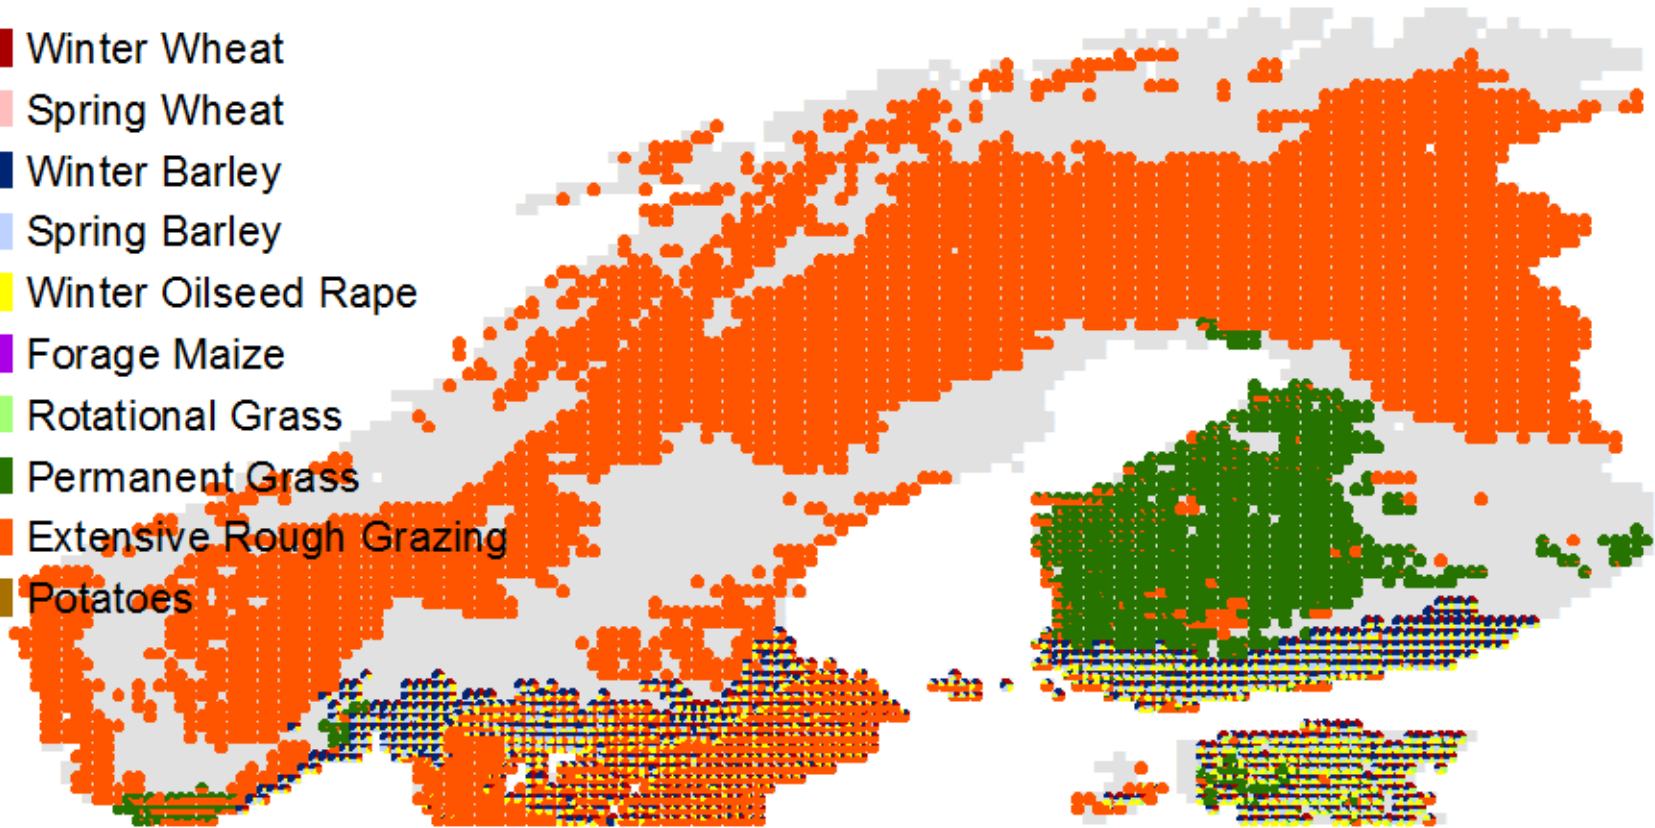 Winter Wheat
Spring Wheat
Winter Barley
Spring Barley
Winter Oilseed Rape
Forage Maize
Rotational Grass
Permanent Grass
Extensive Rough Grazing
Potatoes